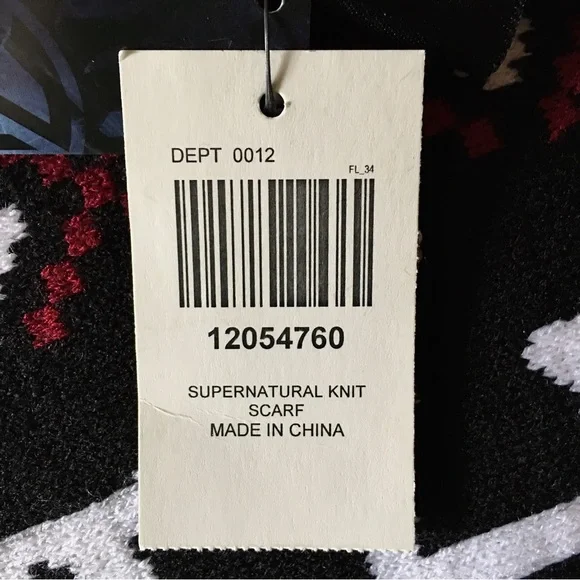 DEPT 0012
FL_34
12054760
SUPERNATURAL KNIT
SCARF
MADE IN CHINA